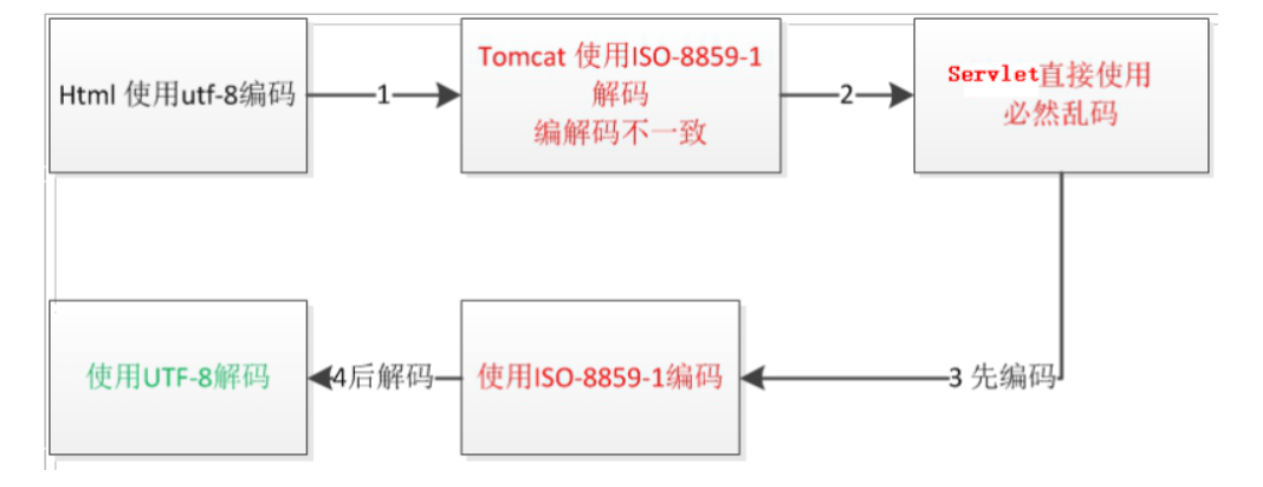 Html 使用utf-8编码
1
Tomcat 使用ISO-8859-1
解码
编解码不一致
2
Servlet直接使用
必然乱码
3 先编码
使用ISO-8859-1编码
4后解码
使用UTF-8解码